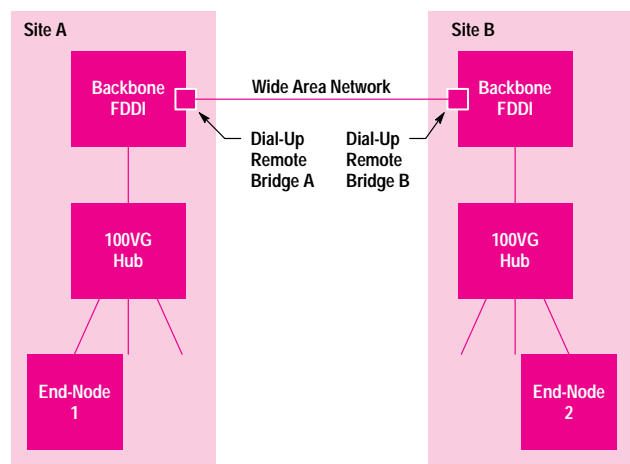 Site A
Site B
Backbone
FDDI
Wide Area Network
Backbone
FDDI
Dial-Up
Remote
Bridge A
Dial-Up
Remote
Bridge B
100VG
Hub
100VG
Hub
End-Node
1
End-Node
2